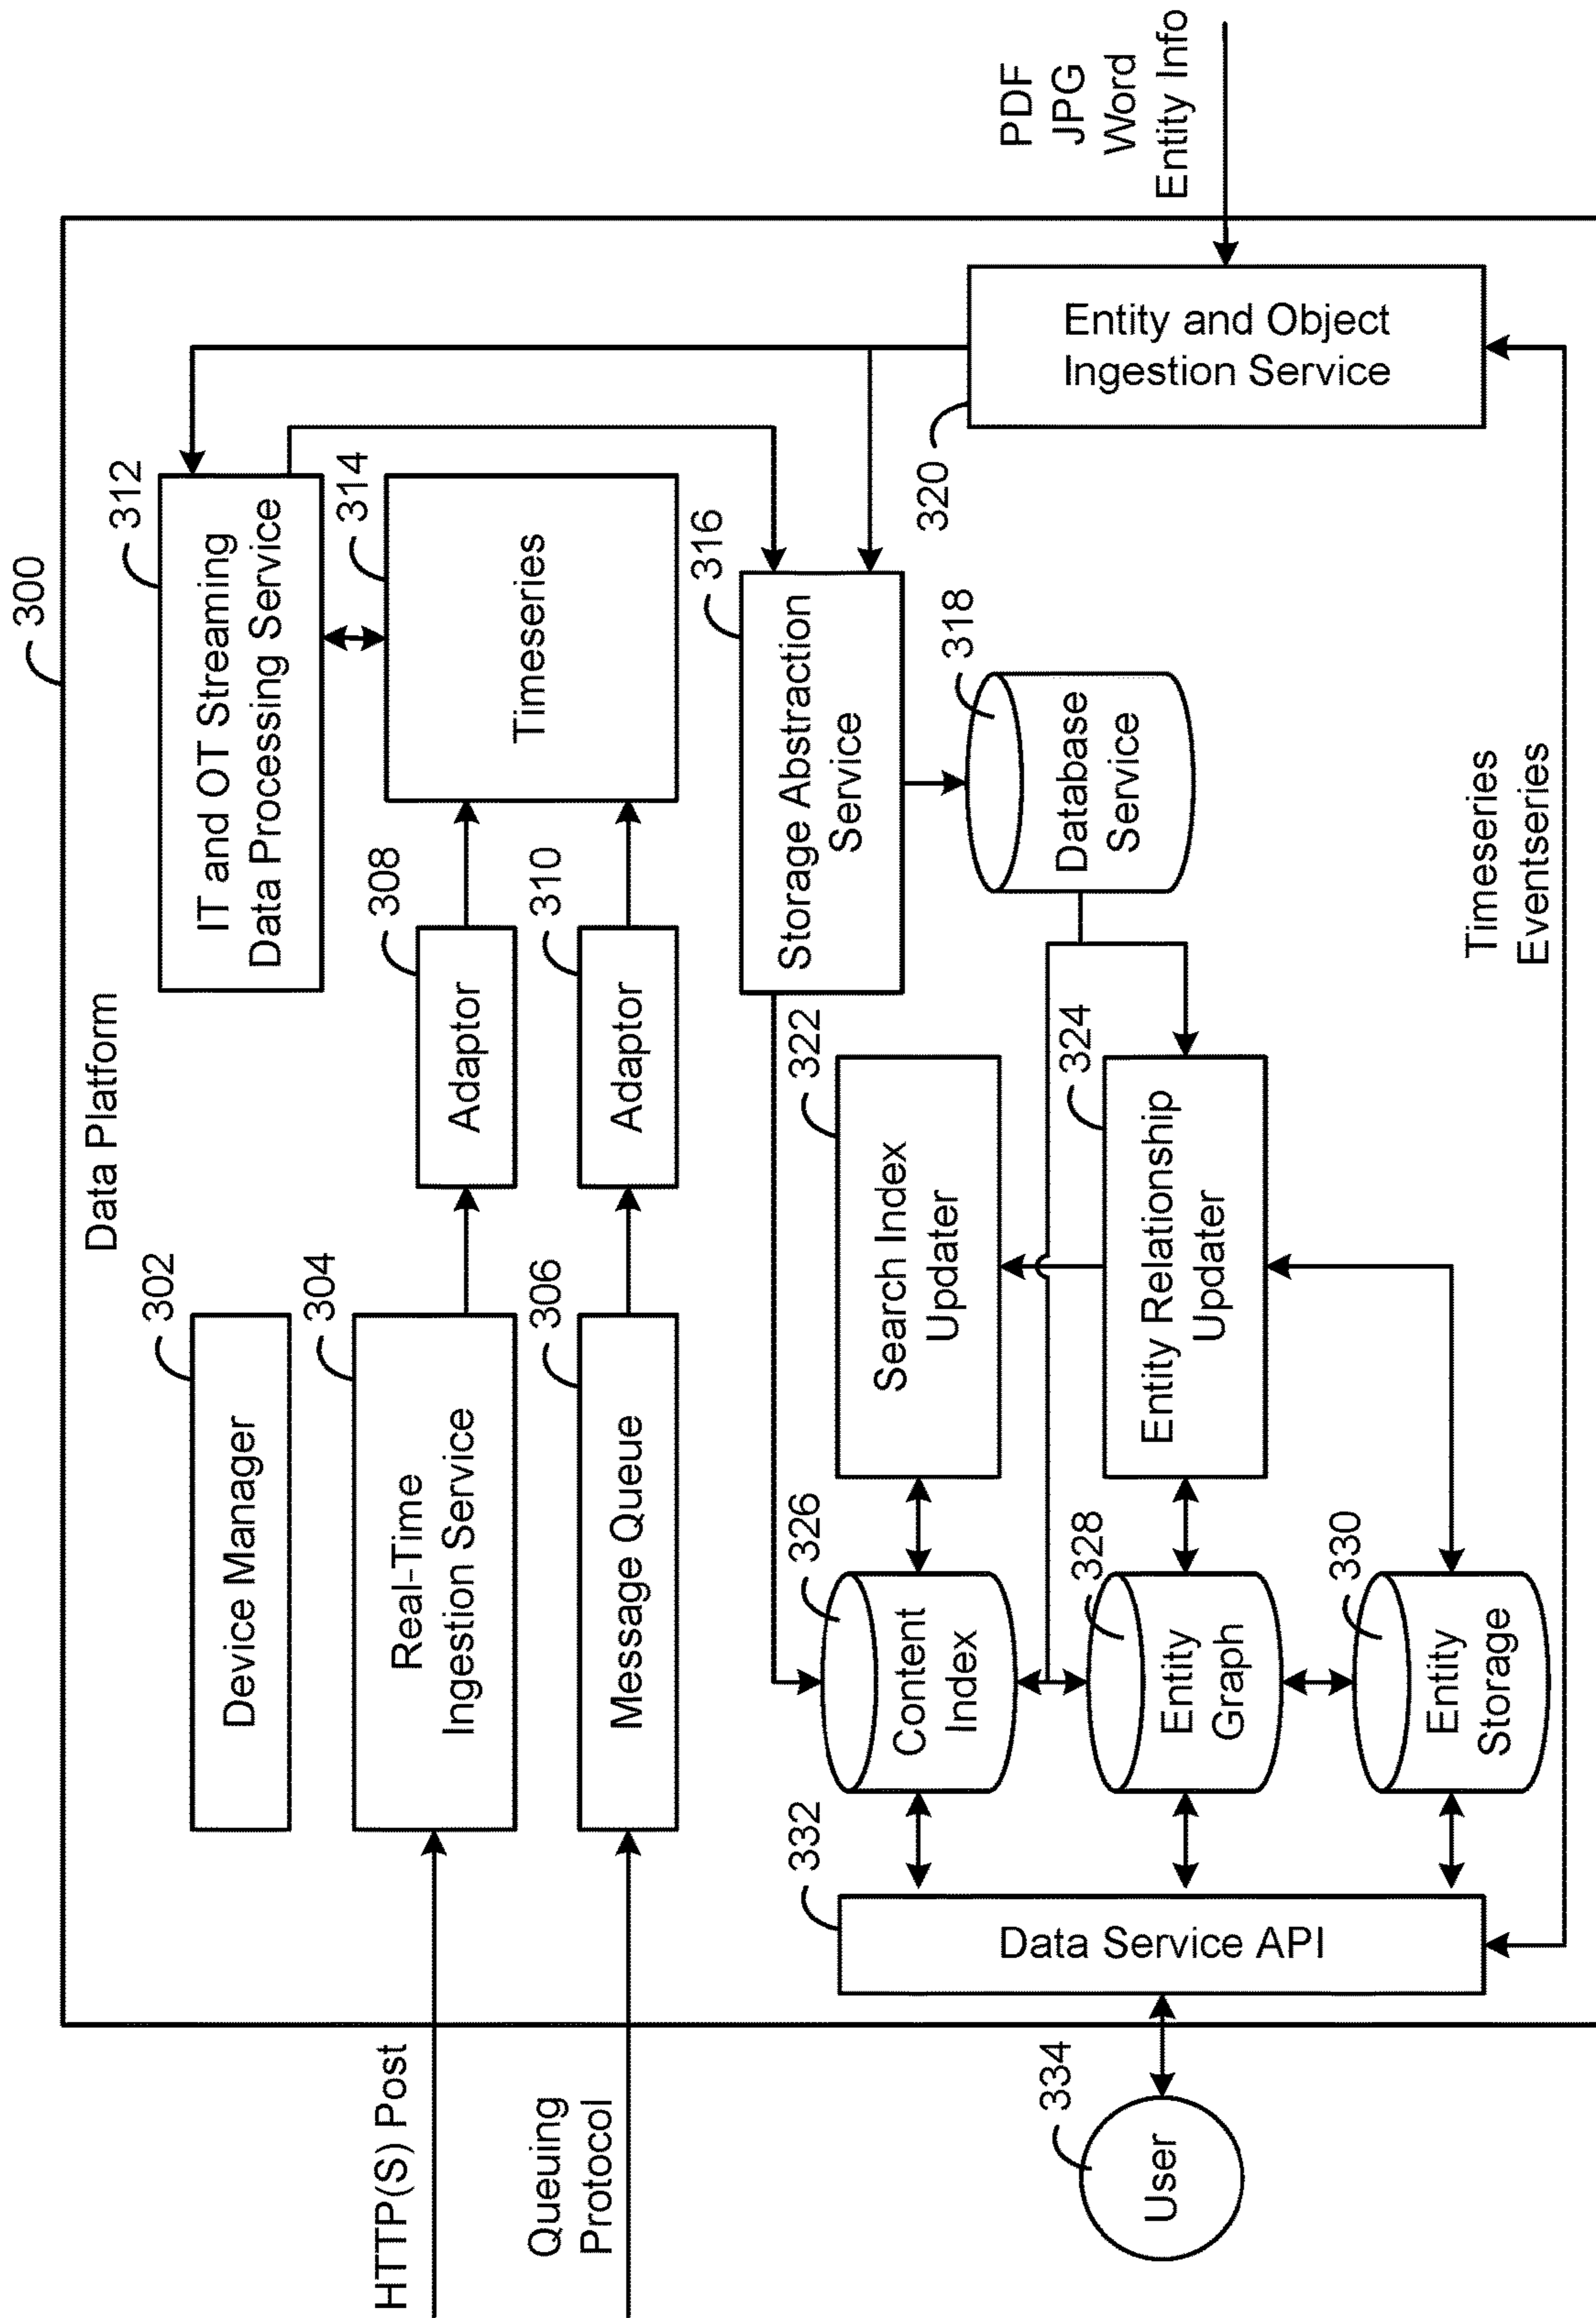 300
Data Platform
HTTP(S) Post
Queuing
Protocol
302
Device Manager
304
Real-Time
Ingestion Service
306
Message Queue
308
Adaptor
310
Adaptor
312
IT and OT Streaming
Data Processing Service
314
Timeseries
316
Storage Abstraction
Service
318
Database
Service
320
Entity and Object
Ingestion Service
PDF
JPG
Word
Entity Info
322
Search Index
Updater
324
Entity Relationship
Updater
326
Content
Index
328
Entity
Graph
330
Entity
Storage
332
Data Service API
334
User
Timeseries
Eventseries